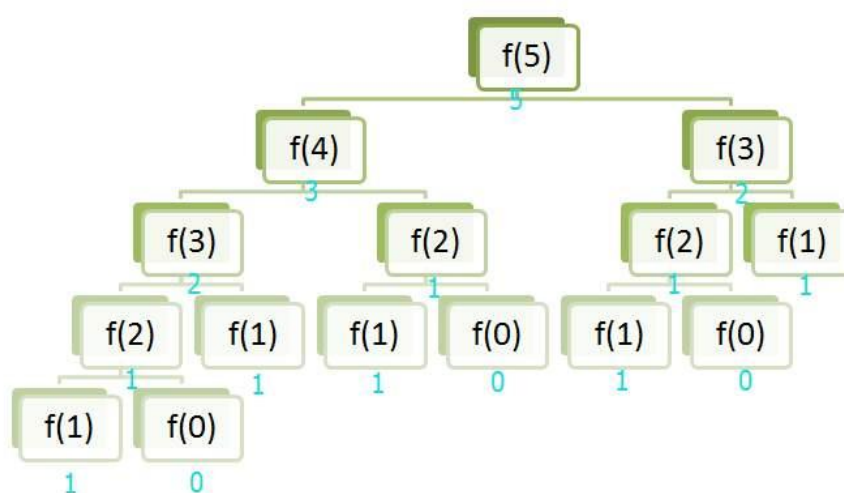 f(5)
5
f(4) f(3)
3 2
f(3) f(2) f(2) f(1)
2 1 1 1
f(2) f(1) f(1) f(0) f(1) f(0)
1 1 1 0 1 0
f(1) f(0)
1 0